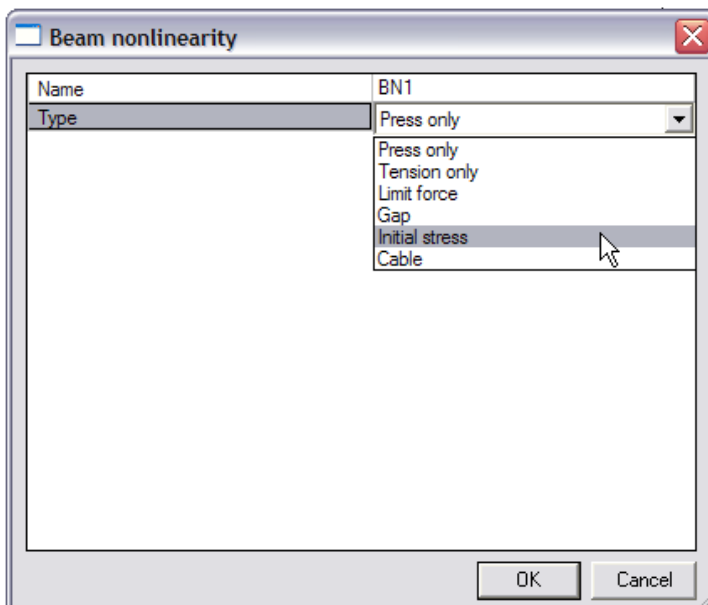 Beam nonlinearity
Name BN1
Type Press only
Press only
Tension only
Limit force
Gap
Initial stress
Cable
OK Cancel